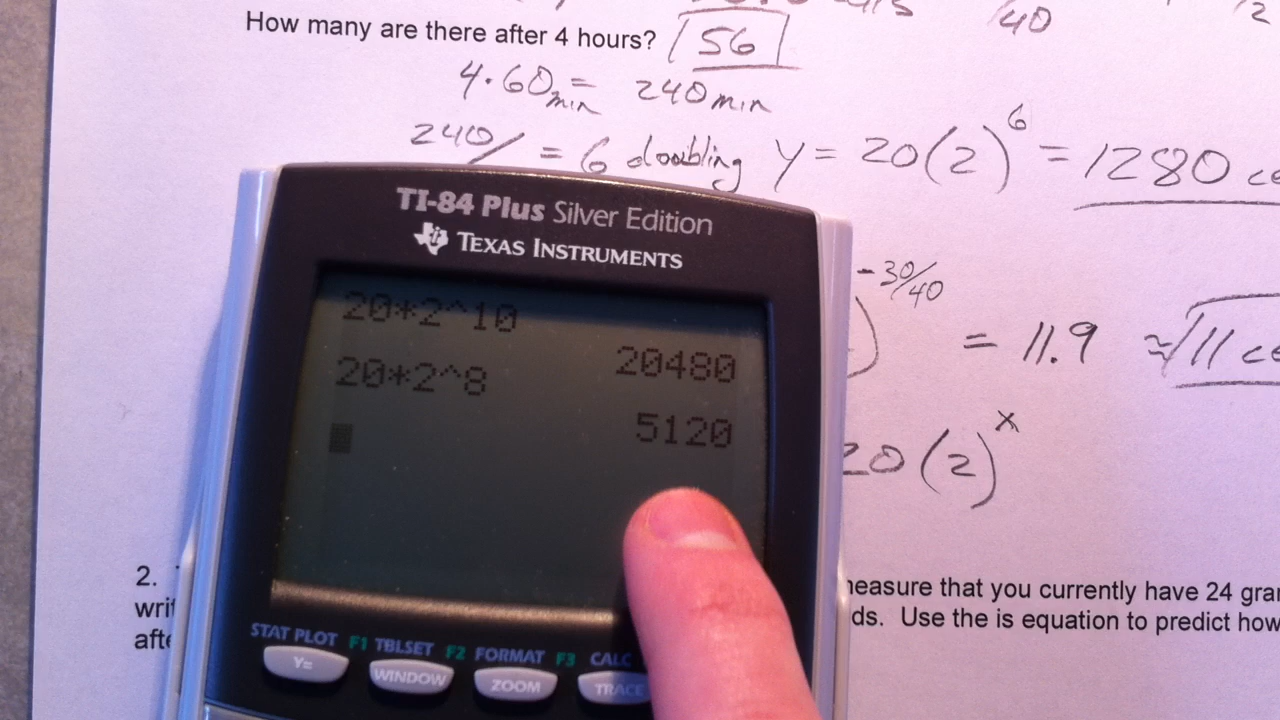 /40
/2
How many are there after 4 hours? 56
4·60min = 240min
240/ = 6 doubling y = 20(2)^6 = 1280
TI-84 Plus Silver Edition
TEXAS INSTRUMENTS
-30/40
= 11.9 ≈ 11
20*2^10
20480
20*2^8
5120
20(2)^x
2.
measure that you currently have 24
ds. Use the is equation to predict how
STAT PLOT F1 TBLSET F2 FORMAT F3 CALC
Y= WINDOW ZOOM TRACE